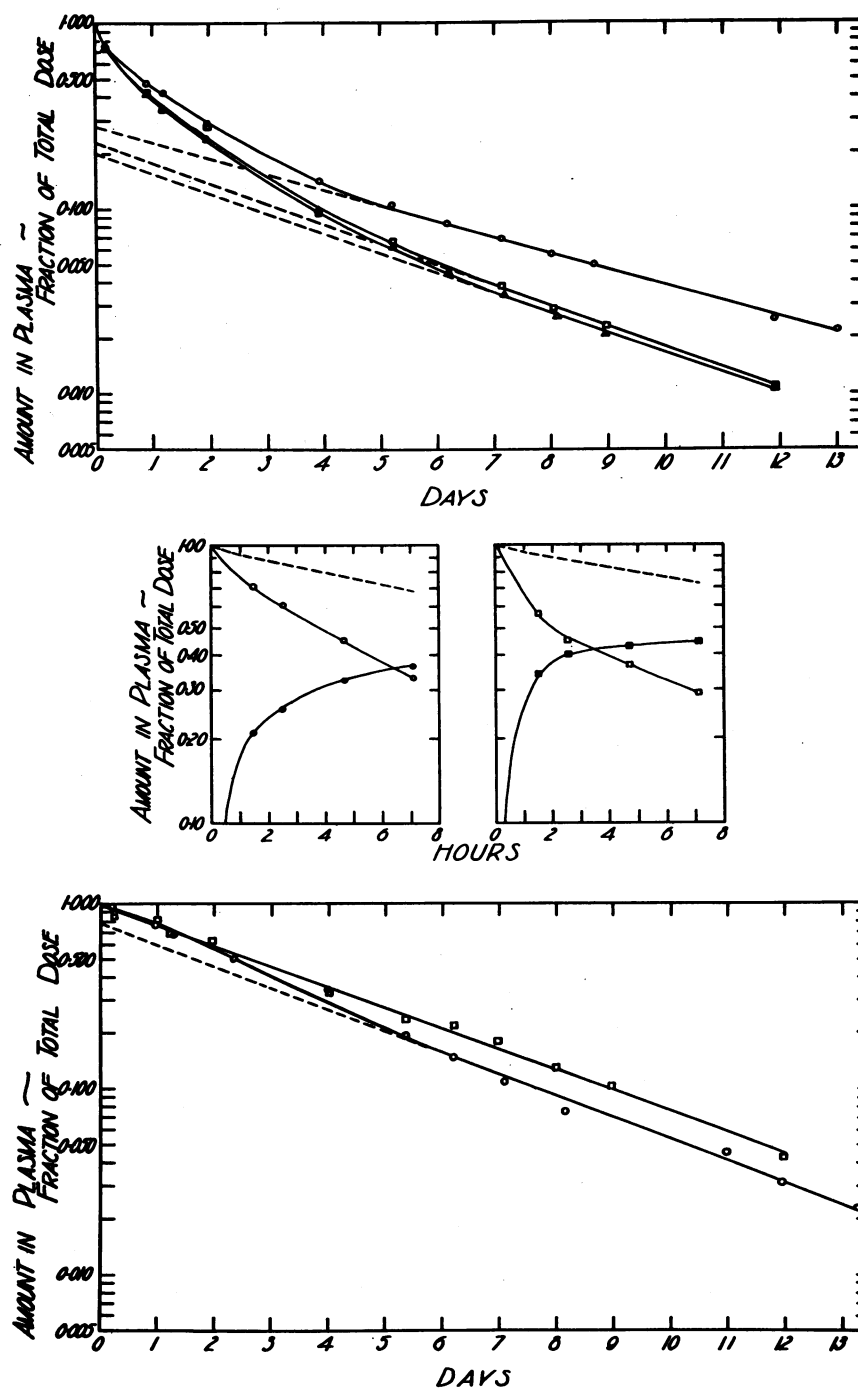 AMOUNT IN PLASMA ~
FRACTION OF TOTAL DOSE
1·000
0·500
0·100
0·050
0·010
0·005
0 1 2 3 4 5 6 7 8 9 10 11 12 13
DAYS
AMOUNT IN PLASMA ~
FRACTION OF TOTAL DOSE
1·00
0·50
0·40
0·30
0·20
0·10
0 2 4 6 8
0 2 4 6 8
HOURS
AMOUNT IN PLASMA ~
FRACTION OF TOTAL DOSE
1·000
0·500
0·100
0·050
0·010
0·005
0 1 2 3 4 5 6 7 8 9 10 11 12 13
DAYS